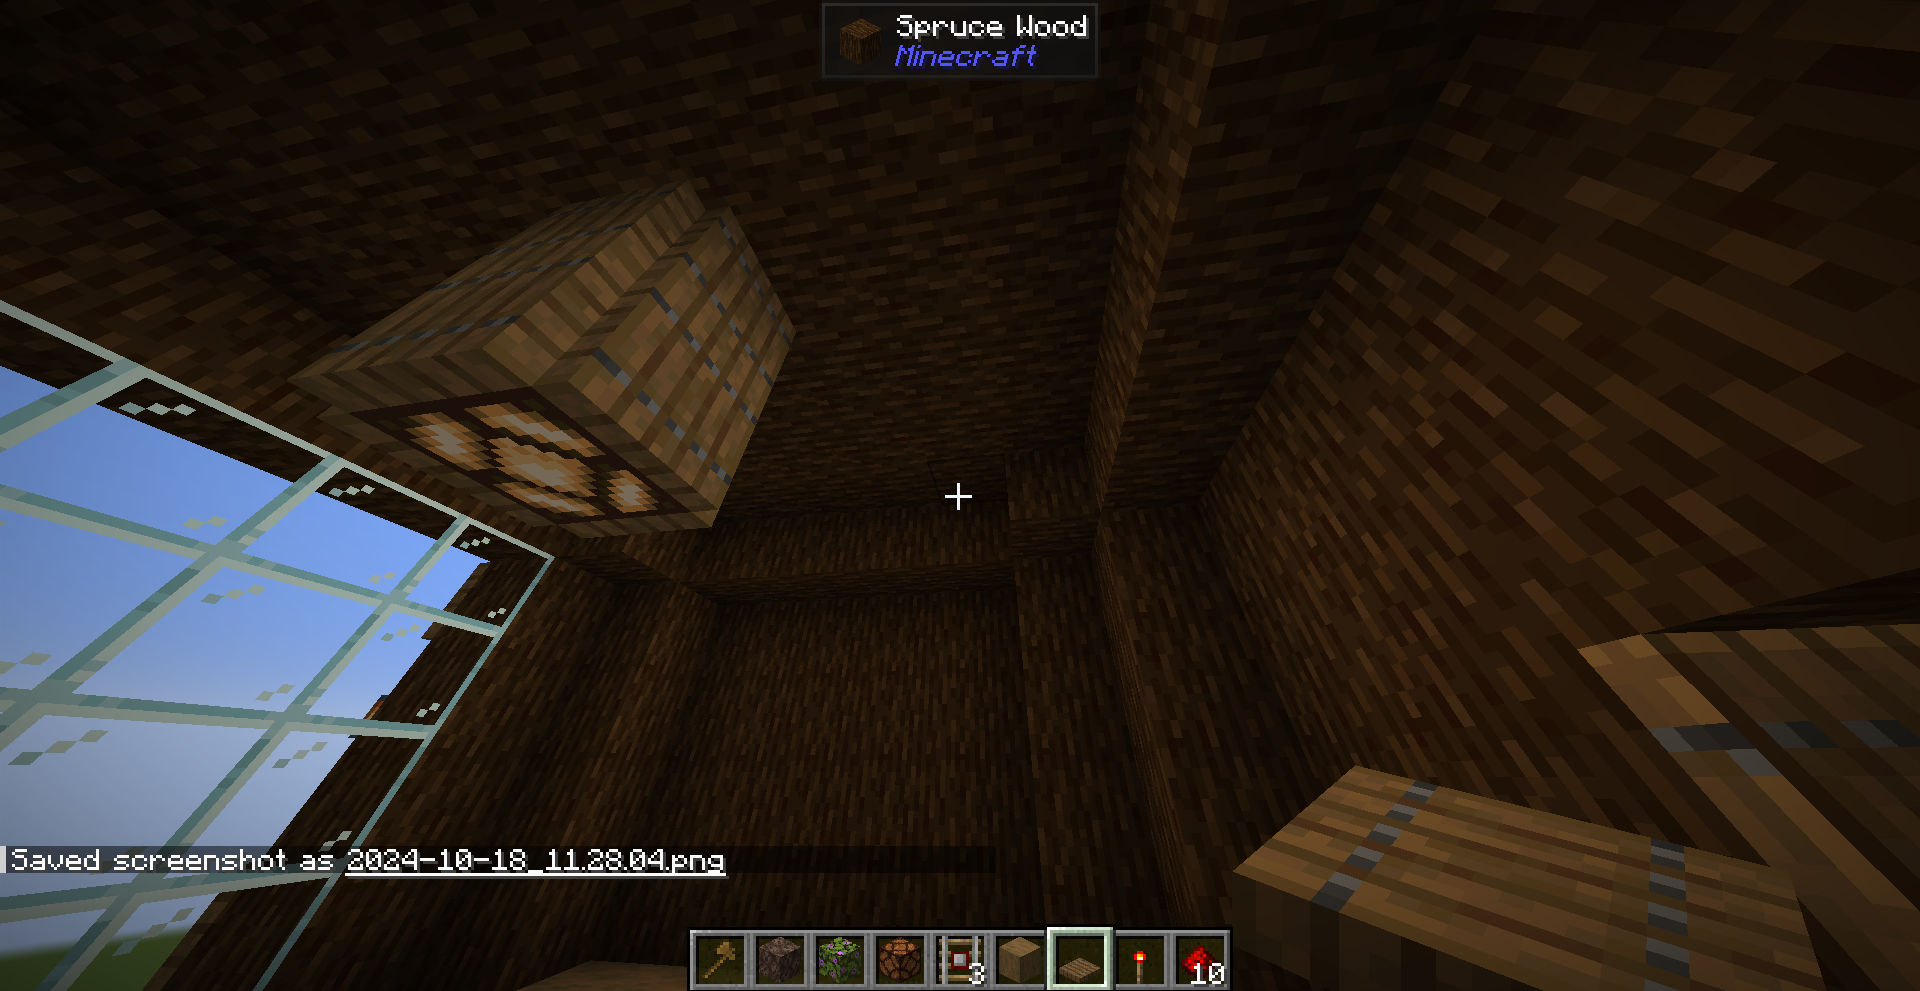 Spruce Wood
Minecraft
Saved screenshot as 2024-10-18_11.28.04.png
3
10